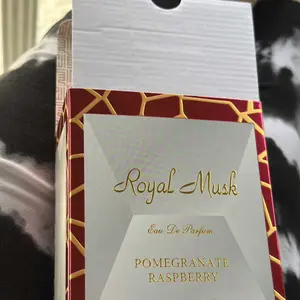 Royal Musk
Eau De Parfum
POMEGRANATE
RASPBERRY